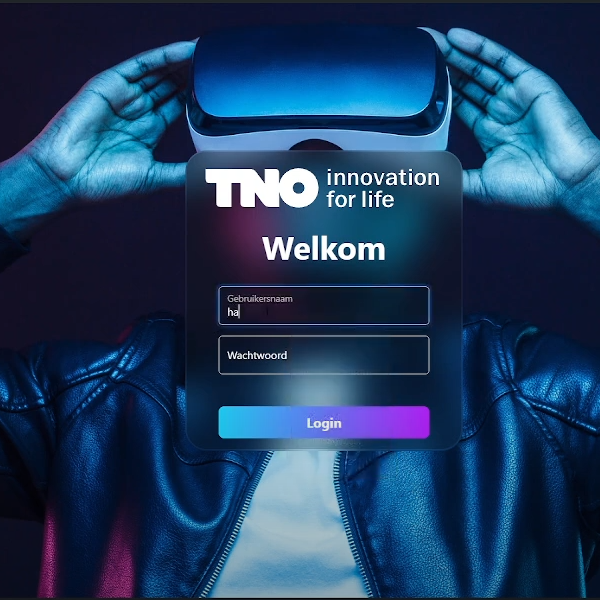 TNO innovation
for life
Welkom
Gebruikersnaam
ha
Wachtwoord
Login